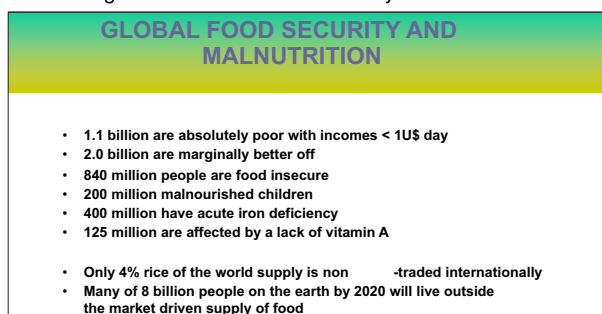 GLOBAL FOOD SECURITY AND
MALNUTRITION
• 1.1 billion are absolutely poor with incomes < 1U$ day
• 2.0 billion are marginally better off
• 840 million people are food insecure
• 200 million malnourished children
• 400 million have acute iron deficiency
• 125 million are affected by a lack of vitamin A
• Only 4% rice of the world supply is non -traded internationally
• Many of 8 billion people on the earth by 2020 will live outside
the market driven supply of food